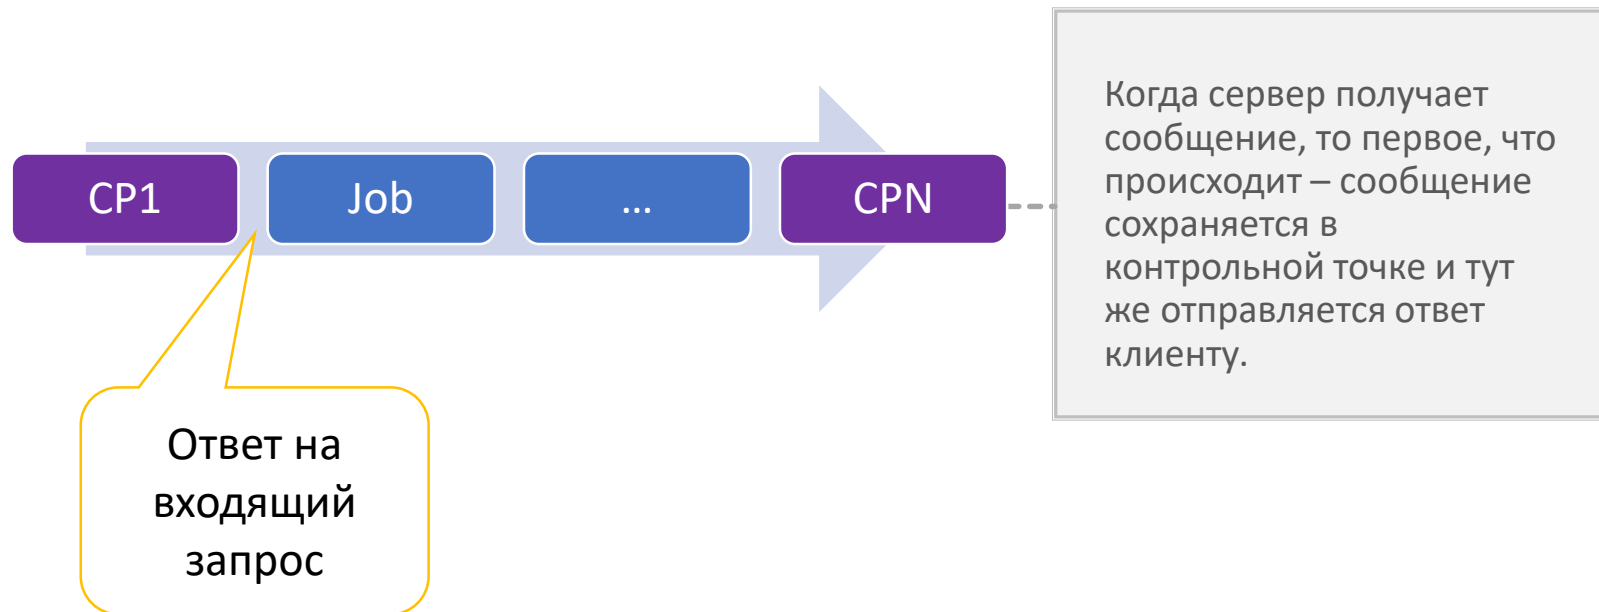 CP1
Job
...
CPN
Когда сервер получает
сообщение, то первое, что
происходит – сообщение
сохраняется в
контрольной точке и тут
же отправляется ответ
клиенту.
Ответ на
входящий
запрос